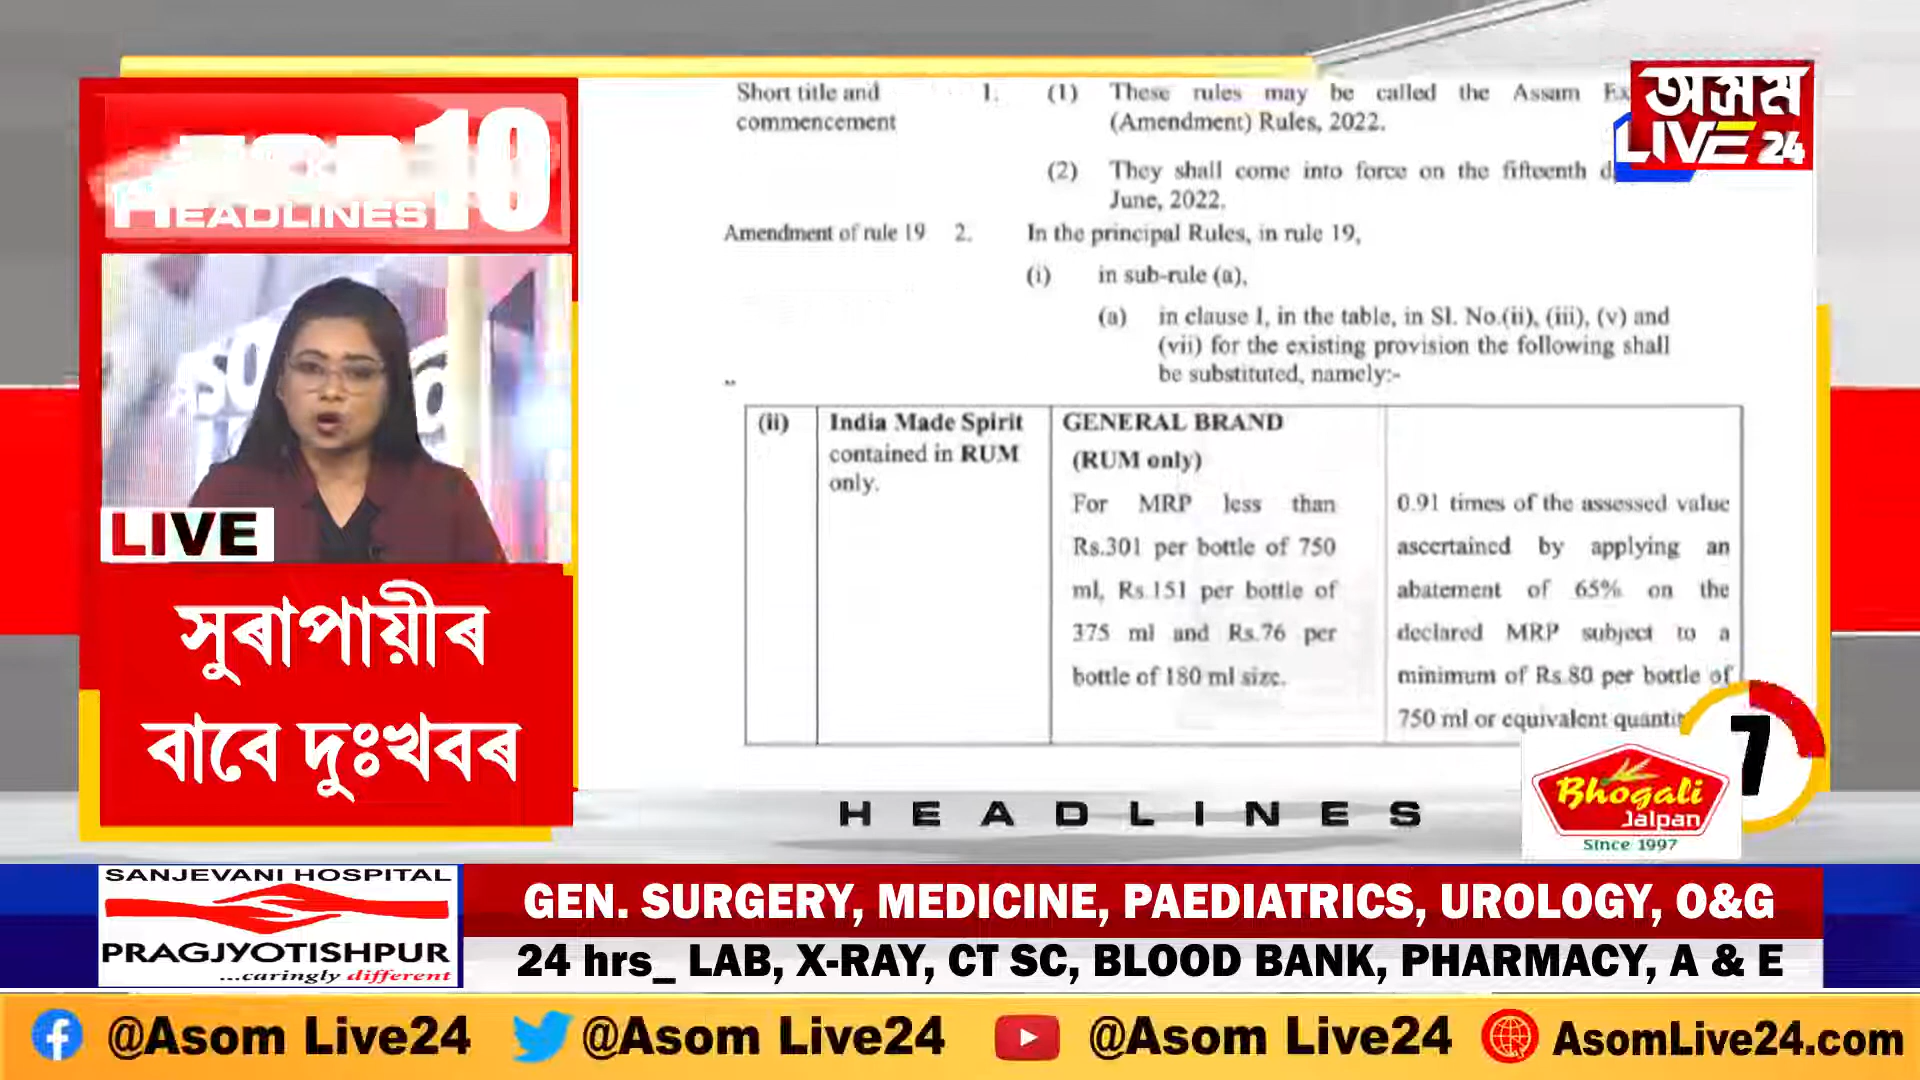 TOP 10
HEADLINES
LIVE
সুৰাপায়ীৰ
বাবে দুঃখবৰ
Short title and
commencement
1. (1) These rules may be called the Assam
(Amendment) Rules, 2022.
(2) They shall come into force on the fifteenth
June, 2022.
Amendment of rule 19 2. In the principal Rules, in rule 19,
(i) in sub-rule (a),
(a) in clause I, in the table, in Sl. No.(ii), (iii), (v) and
(vii) for the existing provision the following shall
be substituted, namely:-
(ii) India Made Spirit
contained in RUM
only.
GENERAL BRAND
(RUM only)
For MRP less than
Rs.301 per bottle of 750
ml, Rs.151 per bottle of
375 ml and Rs.76 per
bottle of 180 ml size.
0.91 times of the assessed value
ascertained by applying an
abatement of 65% on the
declared MRP subject to a
minimum of Rs.80 per bottle of
750 ml or equivalent
অসম
LIVE 24
7
HEADLINES
Bhogali
Jalpan
Since 1997
SANJEVANI HOSPITAL
PRAGJYOTISHPUR
...caringly different
GEN. SURGERY, MEDICINE, PAEDIATRICS, UROLOGY, O&G
24 hrs_ LAB, X-RAY, CT SC, BLOOD BANK, PHARMACY, A & E
@Asom Live24 @Asom Live24 @Asom Live24 AsomLive24.com